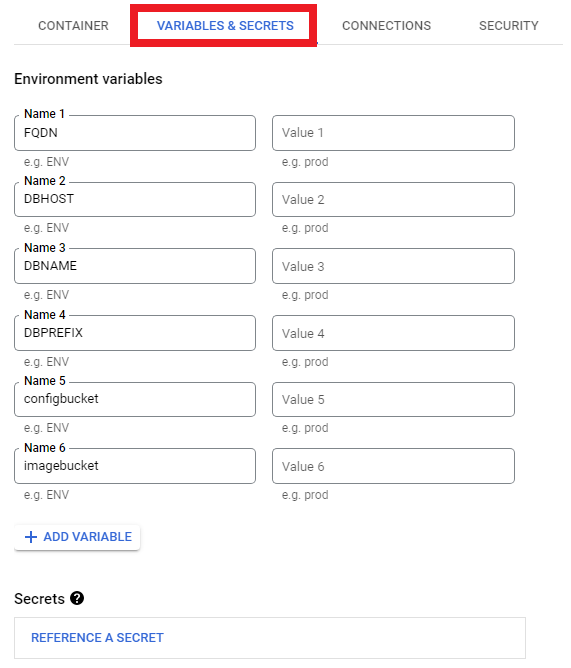 CONTAINER VARIABLES & SECRETS CONNECTIONS SECURITY
Environment variables
Name 1
FQDN Value 1
e.g. ENV e.g. prod
Name 2
DBHOST Value 2
e.g. ENV e.g. prod
Name 3
DBNAME Value 3
e.g. ENV e.g. prod
Name 4
DBPREFIX Value 4
e.g. ENV e.g. prod
Name 5
configbucket Value 5
e.g. ENV e.g. prod
Name 6
imagebucket Value 6
e.g. ENV e.g. prod
+ ADD VARIABLE
Secrets ?
REFERENCE A SECRET